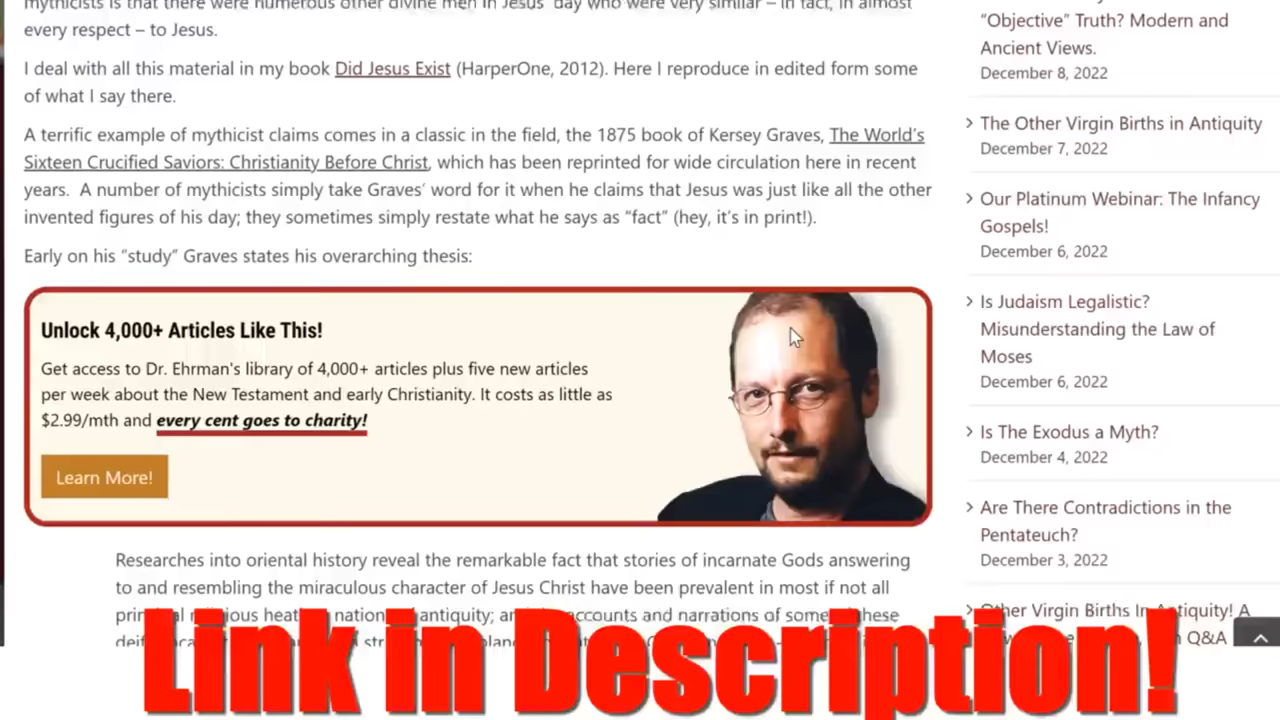 mythicists is that there were numerous other divine men in Jesus' day who were very similar – in fact, in almost
every respect – to Jesus.
I deal with all this material in my book Did Jesus Exist (HarperOne, 2012). Here I reproduce in edited form some
of what I say there.
A terrific example of mythicist claims comes in a classic in the field, the 1875 book of Kersey Graves, The World's
Sixteen Crucified Saviors: Christianity Before Christ, which has been reprinted for wide circulation here in recent
years. A number of mythicists simply take Graves' word for it when he claims that Jesus was just like all the other
invented figures of his day; they sometimes simply restate what he says as “fact” (hey, it's in print!).
Early on his “study” Graves states his overarching thesis:
Unlock 4,000+ Articles Like This!
Get access to Dr. Ehrman's library of 4,000+ articles plus five new articles
per week about the New Testament and early Christianity. It costs as little as
$2.99/mth and every cent goes to charity!
Learn More!
Researches into oriental history reveal the remarkable fact that stories of incarnate Gods answering
to and resembling the miraculous character of Jesus Christ have been prevalent in most if not all
nation antiquity; accounts and narrations of some these
“Objective” Truth? Modern and
Ancient Views.
December 8, 2022
The Other Virgin Births in Antiquity
December 7, 2022
Our Platinum Webinar: The Infancy
Gospels!
December 6, 2022
Is Judaism Legalistic?
Misunderstanding the Law of
Moses
December 6, 2022
Is The Exodus a Myth?
December 4, 2022
Are There Contradictions in the
Pentateuch?
December 3, 2022
Other Virgin Births In Antiquity! A
Q&A
Link in Description!